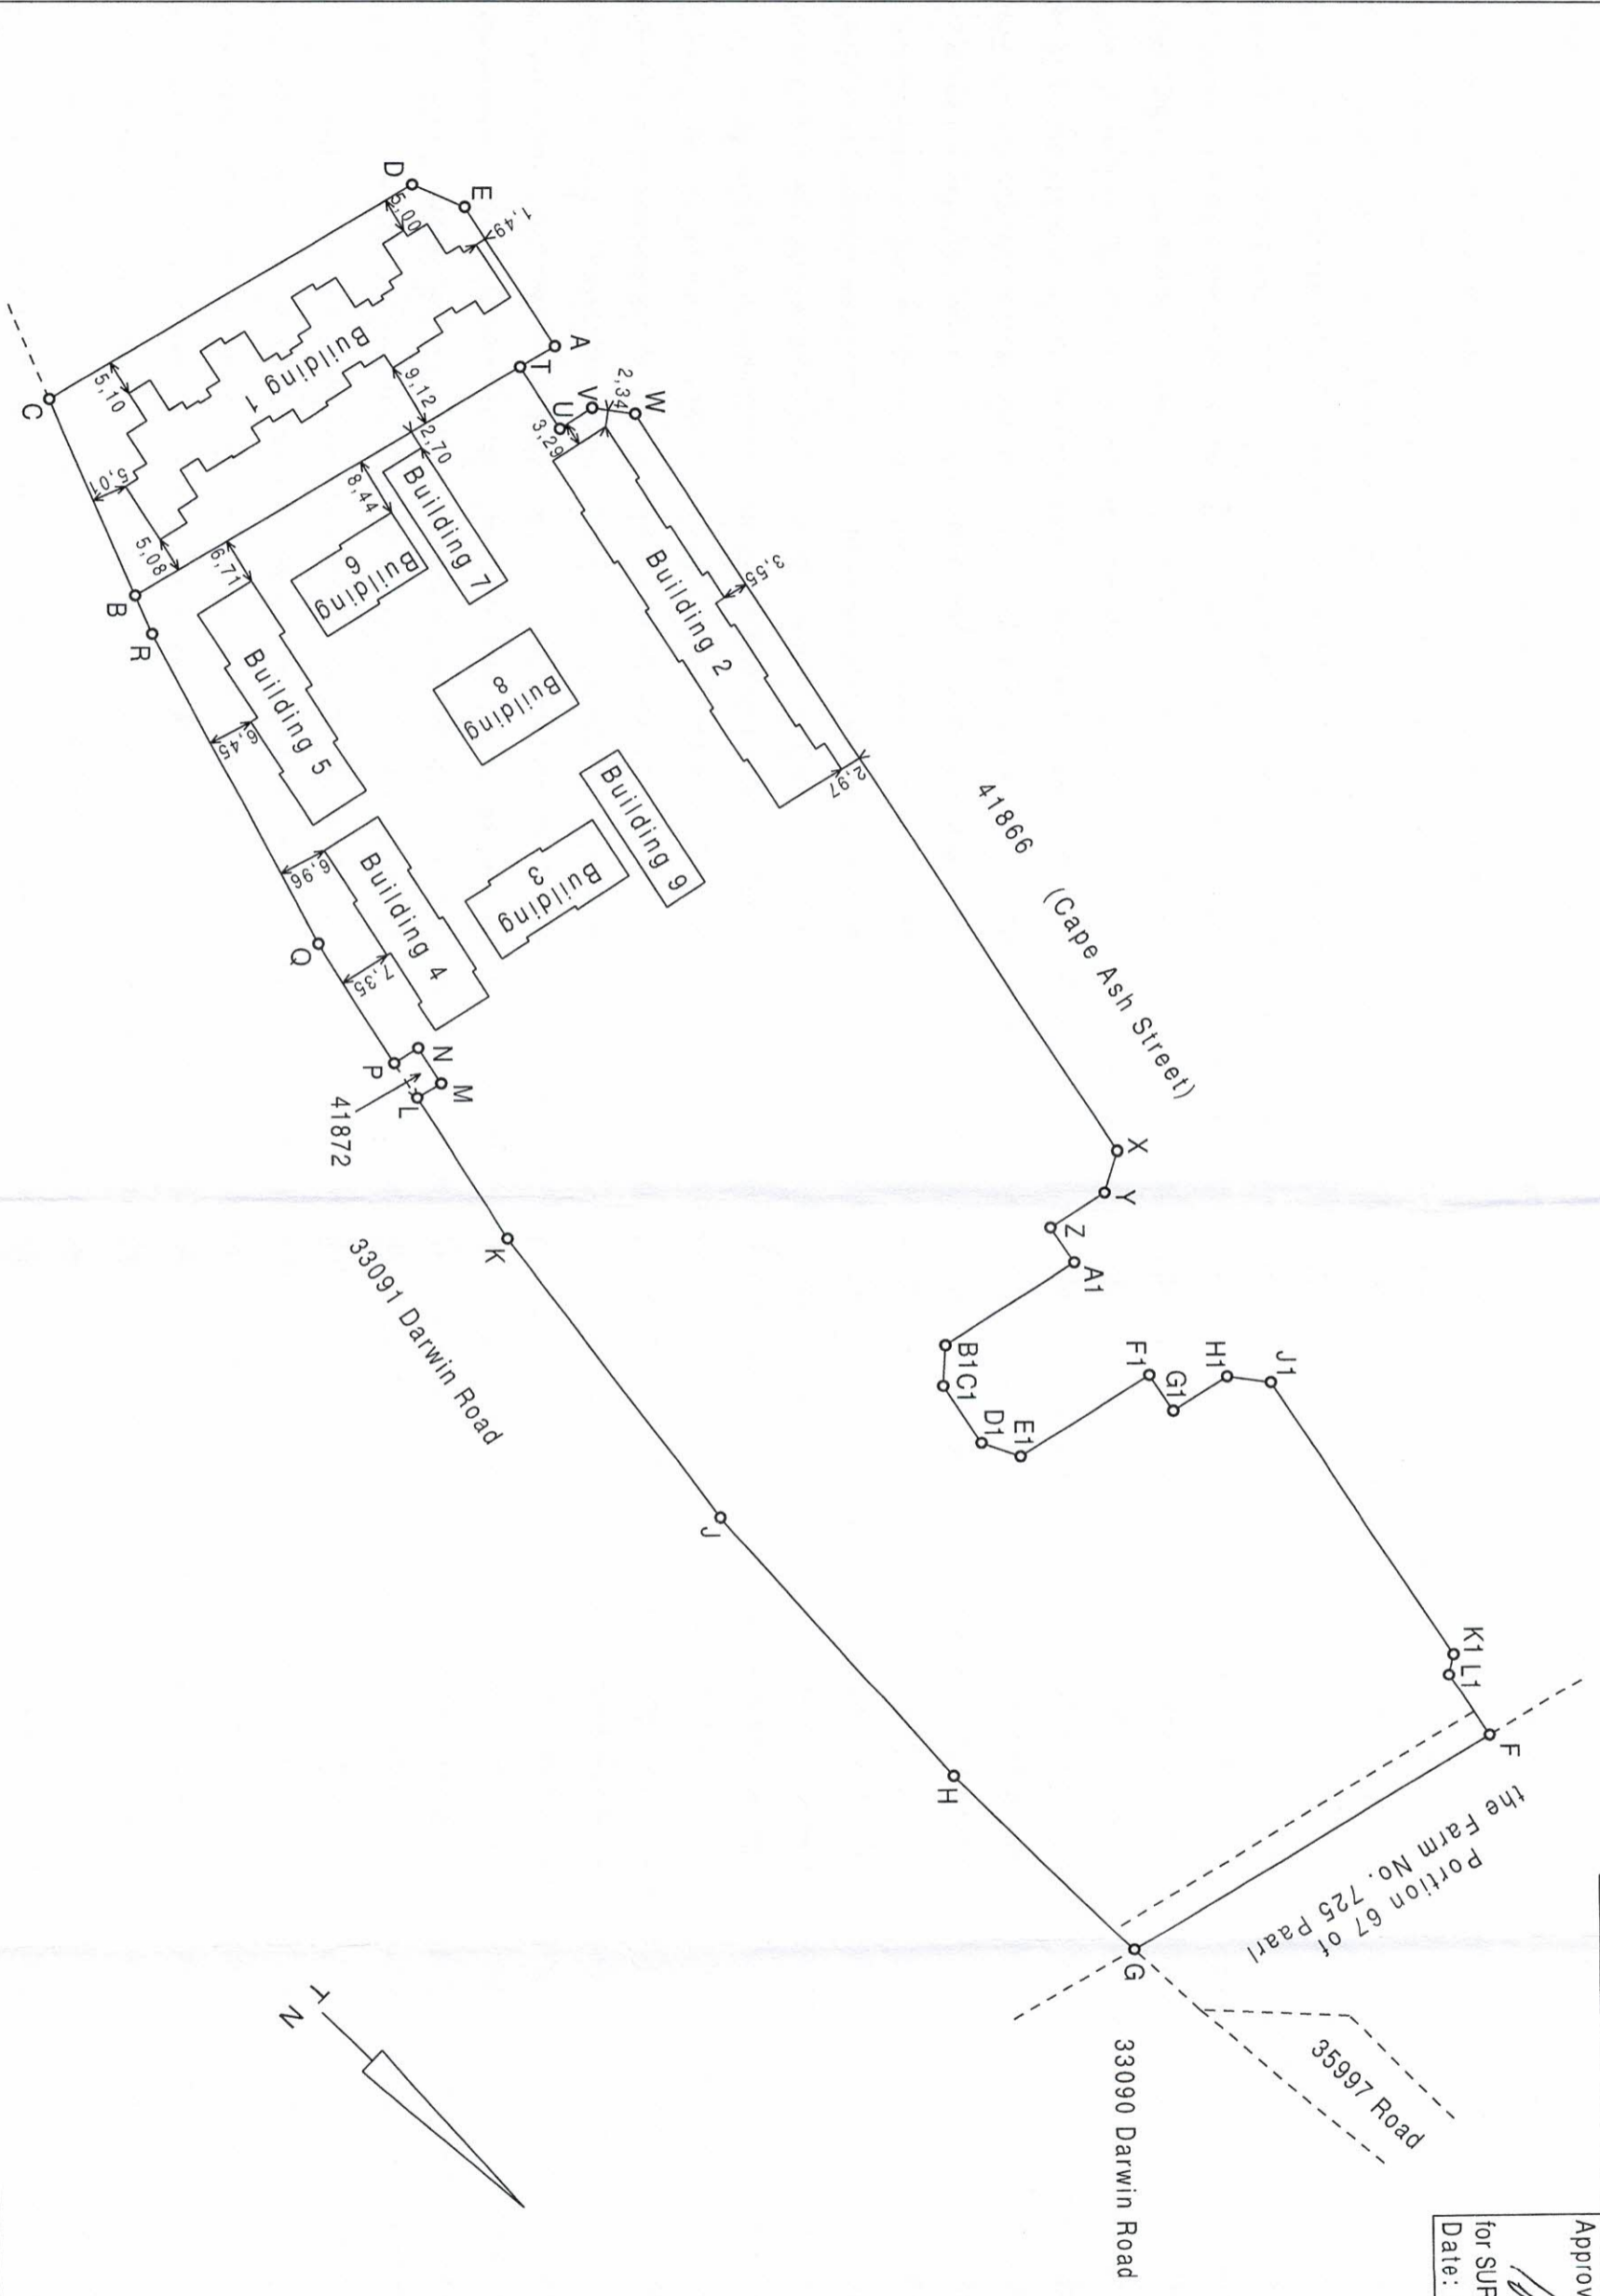 Approv
for SUR
Date:
D
E
1,49
A
T
W
V
2,34
U
3,29
5,00
Building
1
9,12
2,70
Building 7
8,44
Building
6
5,10
C
5,07
5,08
B
R
6,71
Building 5
6,45
Building 2
3,55
2,97
Building
8
Building 9
Building
3
6,96
Building 4
7,35
Q
P
N
M
L
41872
41866
(Cape Ash Street)
X
Y
Z
A1
B1
C1
D1
E1
F1
G1
H1
J1
K1
L1
F
K
33091 Darwin Road
J
H
G
Portion 67 of
the Farm No. 725 Paarl
35997 Road
33090 Darwin Road
T
N